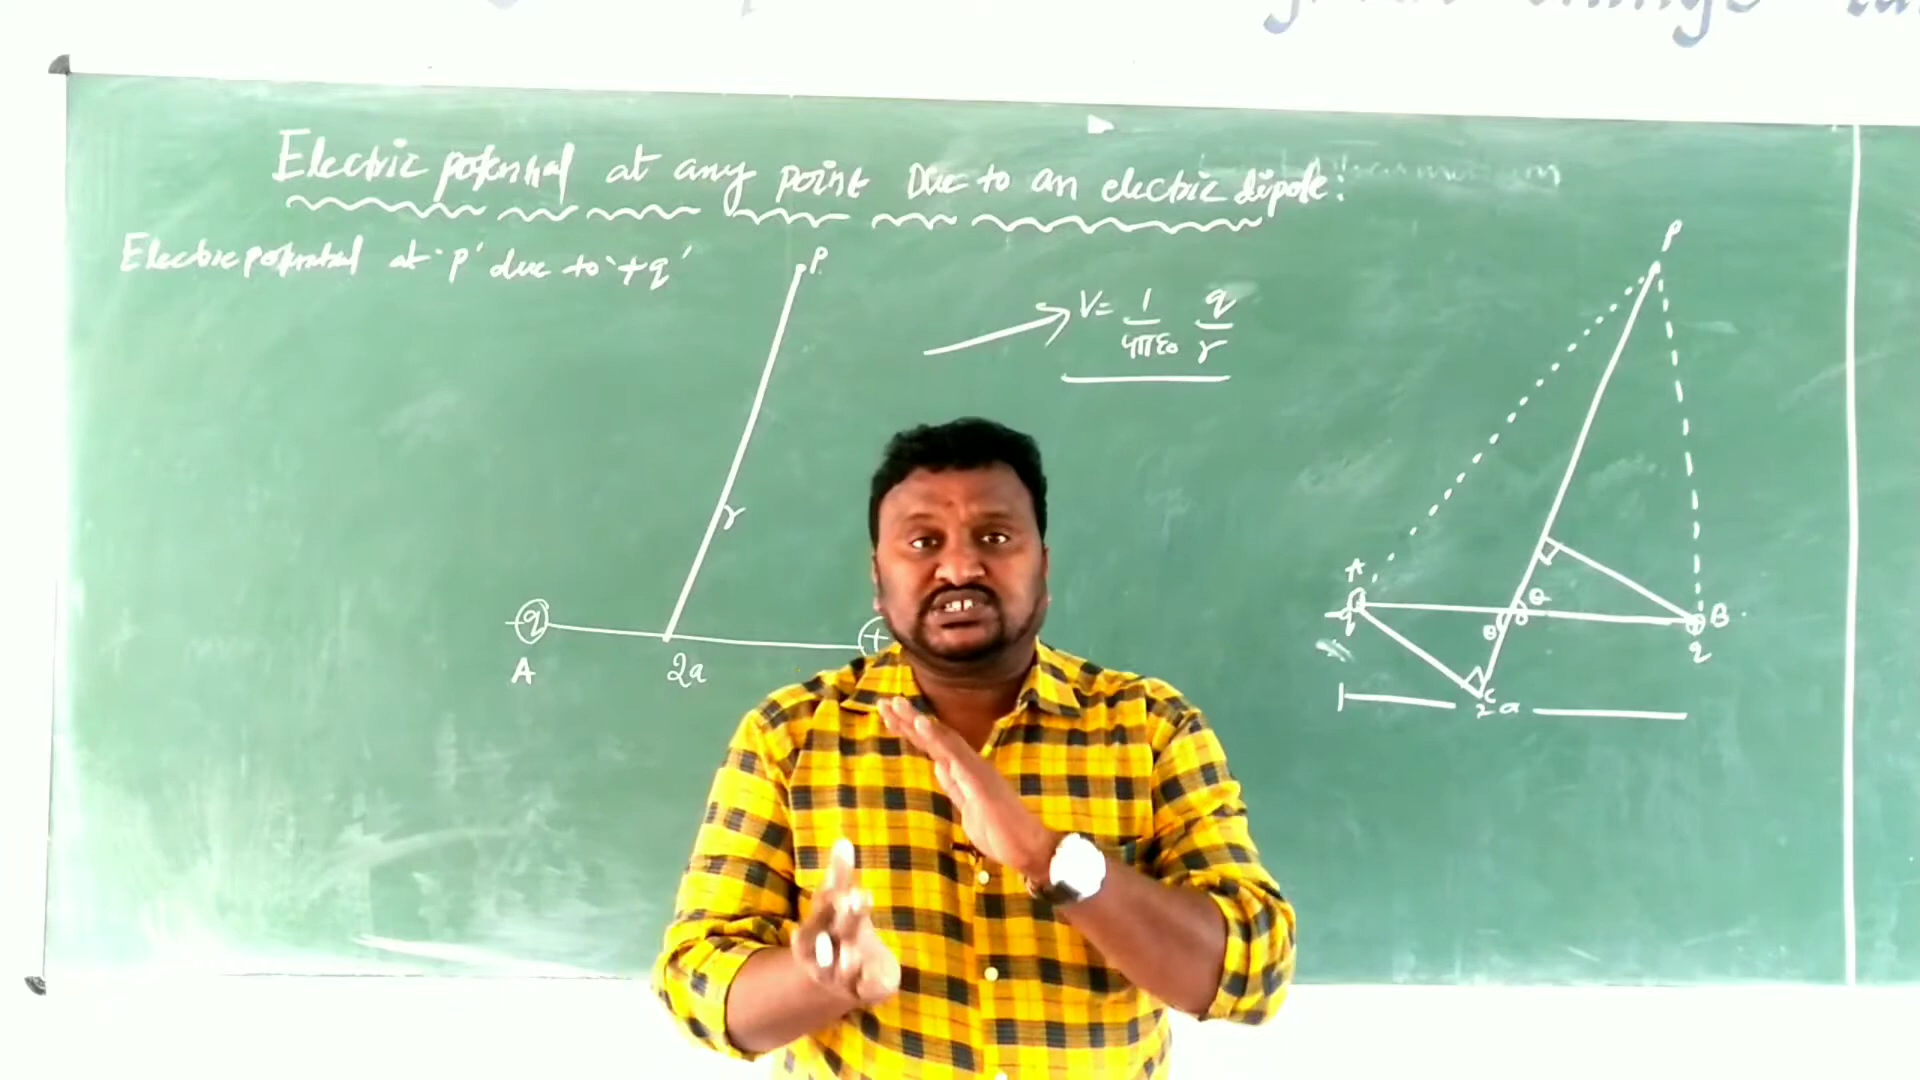 Electric potential at any point Due to an electric dipole:
Electric potential at 'P' due to '+q'
P
V = 1/4πε₀ q/r
r
-q
+
A
2a
P
A
-q
θ
θ
B
+
q
C
2a